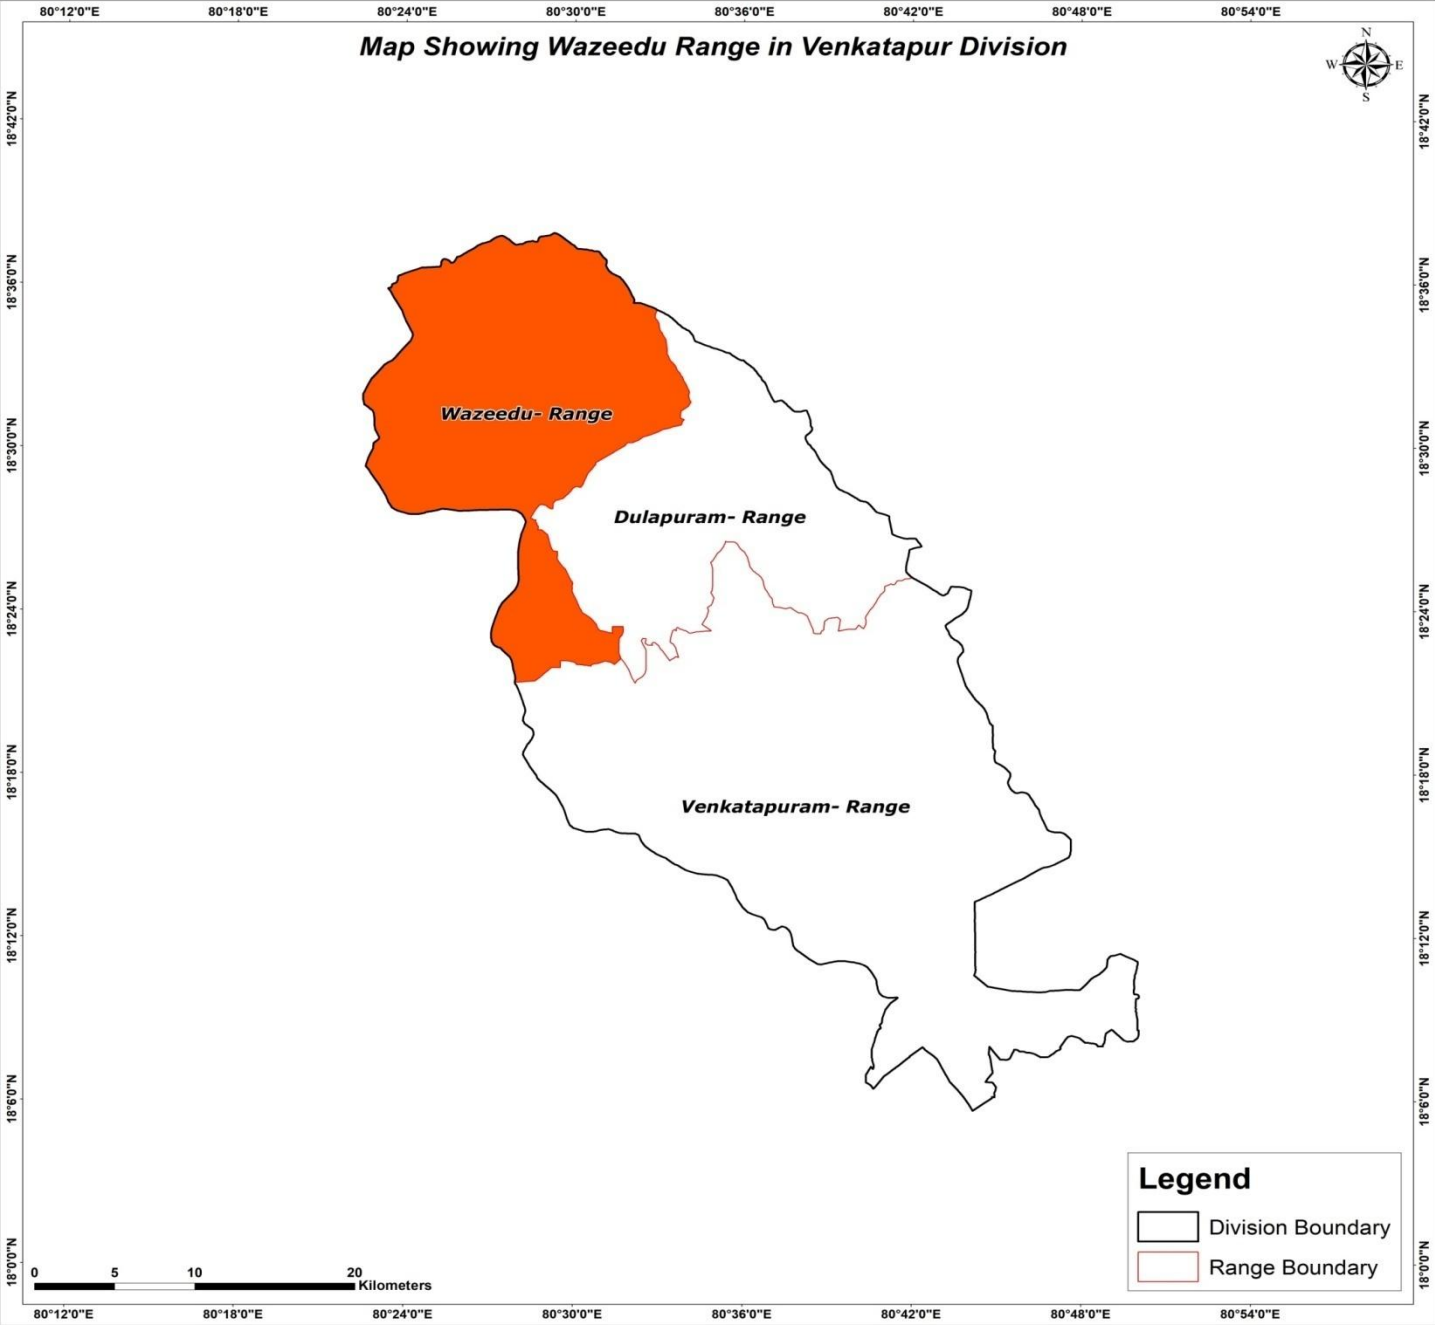 80°12'0"E 80°18'0"E 80°24'0"E 80°30'0"E 80°36'0"E 80°42'0"E 80°48'0"E 80°54'0"E
Map Showing Wazeedu Range in Venkatapur Division
N
W E
S
18°42'0"N 18°42'0"N
18°36'0"N 18°36'0"N
Wazeedu- Range
18°30'0"N 18°30'0"N
Dulapuram- Range
18°24'0"N 18°24'0"N
18°18'0"N 18°18'0"N
Venkatapuram- Range
18°12'0"N 18°12'0"N
18°6'0"N 18°6'0"N
Legend
Division Boundary
Range Boundary
18°0'0"N 18°0'0"N
0 5 10 20
Kilometers
80°12'0"E 80°18'0"E 80°24'0"E 80°30'0"E 80°36'0"E 80°42'0"E 80°48'0"E 80°54'0"E